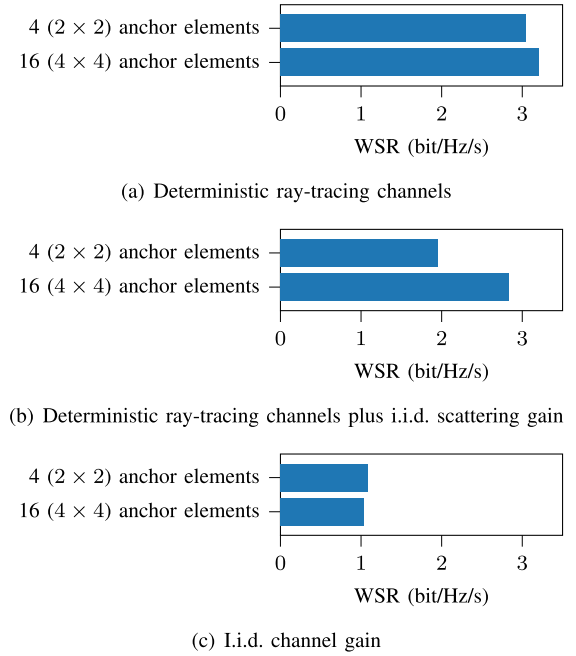 4 (2 × 2) anchor elements
16 (4 × 4) anchor elements
0 1 2 3
WSR (bit/Hz/s)
(a) Deterministic ray-tracing channels
4 (2 × 2) anchor elements
16 (4 × 4) anchor elements
0 1 2 3
WSR (bit/Hz/s)
(b) Deterministic ray-tracing channels plus i.i.d. scattering gain
4 (2 × 2) anchor elements
16 (4 × 4) anchor elements
0 1 2 3
WSR (bit/Hz/s)
(c) I.i.d. channel gain